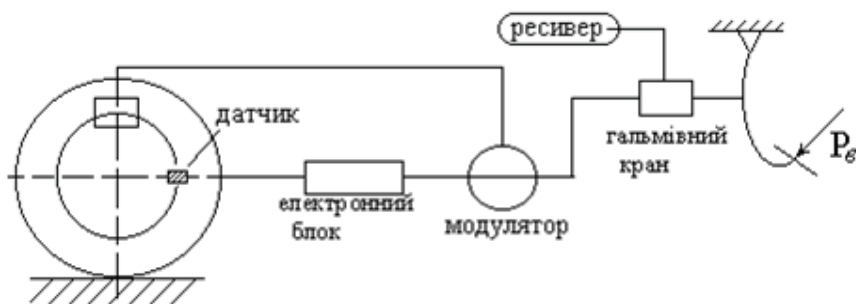 ресивер
датчик
гальмівний
кран
Pв
електронний
блок
модулятор